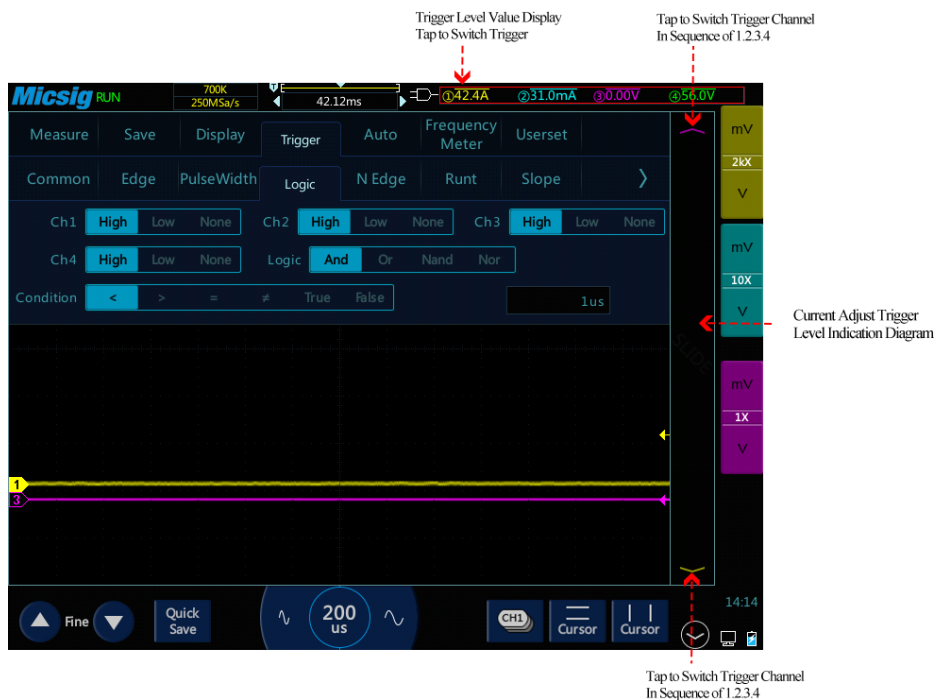 Trigger Level Value Display
Tap to Switch Trigger
Tap to Switch Trigger Channel
In Sequence of 1.2.3.4
Micsig RUN
700K
250MSa/s
T
42.12ms
①42.4A ②31.0mA ③0.00V ④56.0V
Measure Save Display Trigger Auto Frequency Meter Userset
Common Edge PulseWidth Logic N Edge Runt Slope
Ch1 High Low None Ch2 High Low None Ch3 High Low None
Ch4 High Low None Logic And Or Nand Nor
Condition < > = ≠ True False 1us
mV
2kX
V
mV
10X
V
Current Adjust Trigger
Level Indication Diagram
SLIDE
mV
1X
V
1
3
14:14
Fine
Quick
Save
200
us
CH1
Cursor
Cursor
Tap to Switch Trigger Channel
In Sequence of 1.2.3.4